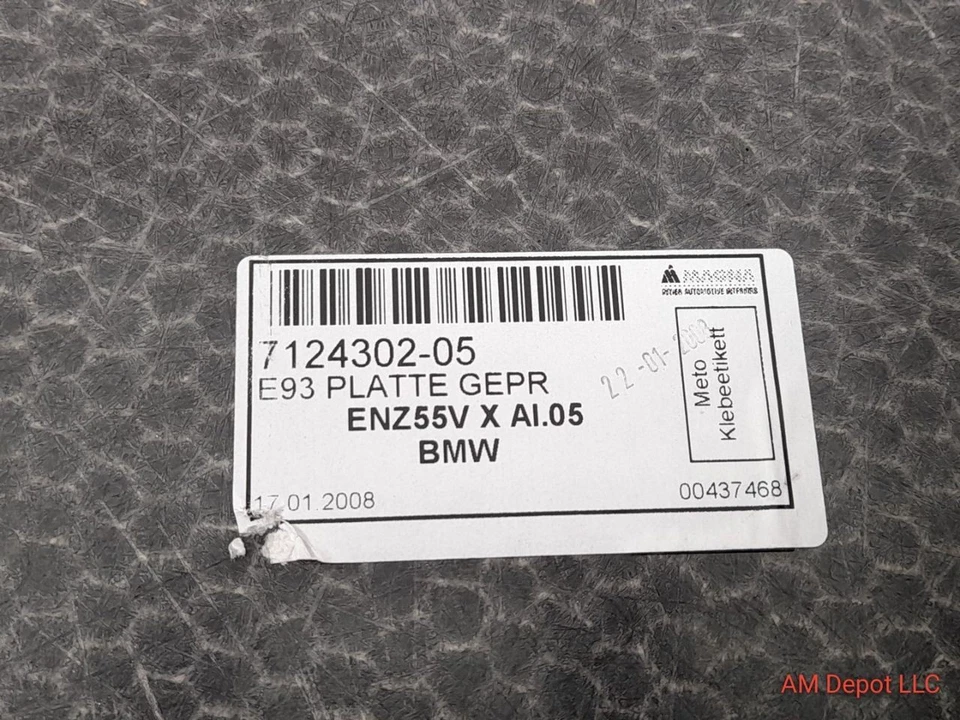 MAGNA
7124302-05
E93 PLATTE GEPR
ENZ55V X AI.05
BMW
22-01-2008
Meto
Klebeetikett
17.01.2008
00437468
AM Depot LLC